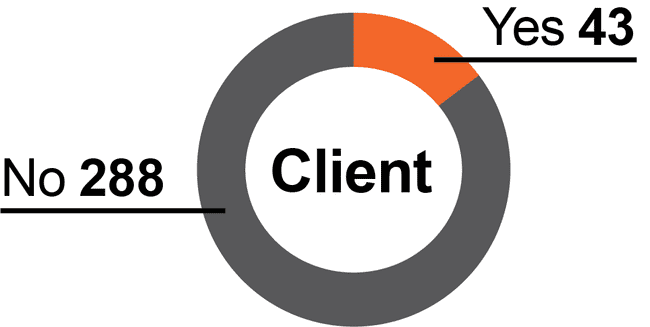 Yes 43
No 288
Client